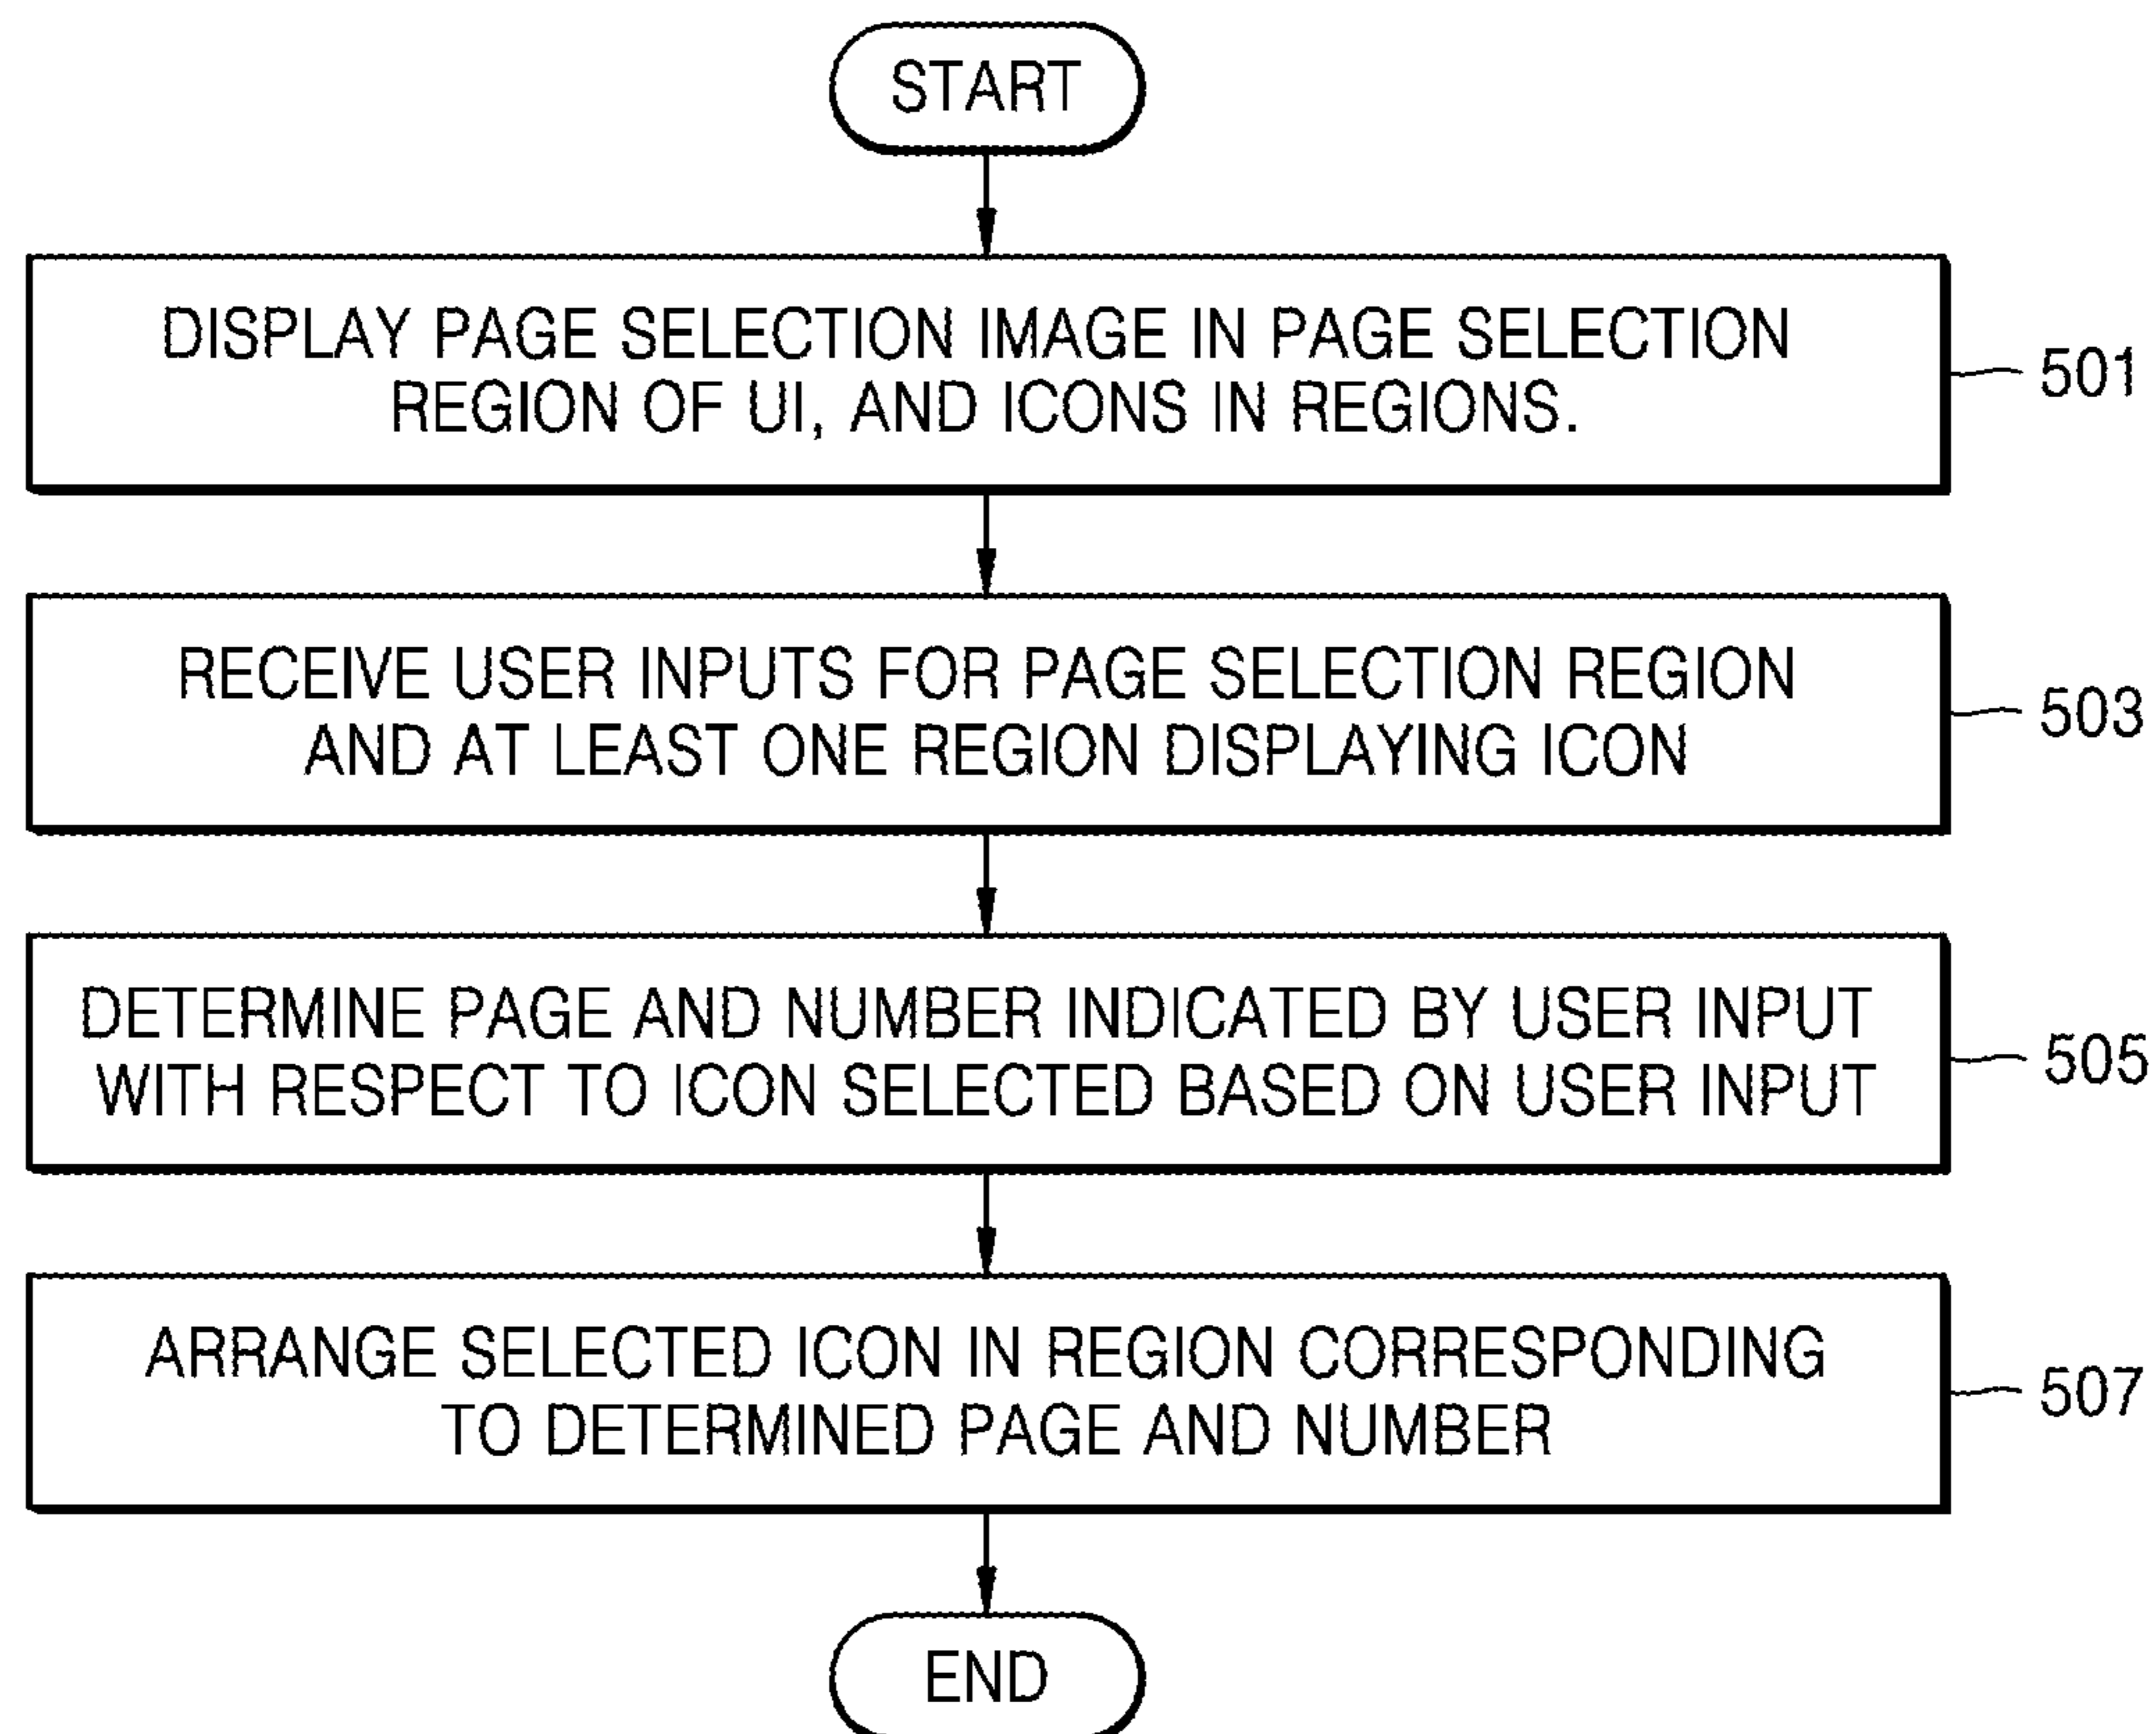 START
DISPLAY PAGE SELECTION IMAGE IN PAGE SELECTION
REGION OF UI, AND ICONS IN REGIONS.
501
RECEIVE USER INPUTS FOR PAGE SELECTION REGION
AND AT LEAST ONE REGION DISPLAYING ICON
503
DETERMINE PAGE AND NUMBER INDICATED BY USER INPUT
WITH RESPECT TO ICON SELECTED BASED ON USER INPUT
505
ARRANGE SELECTED ICON IN REGION CORRESPONDING
TO DETERMINED PAGE AND NUMBER
507
END